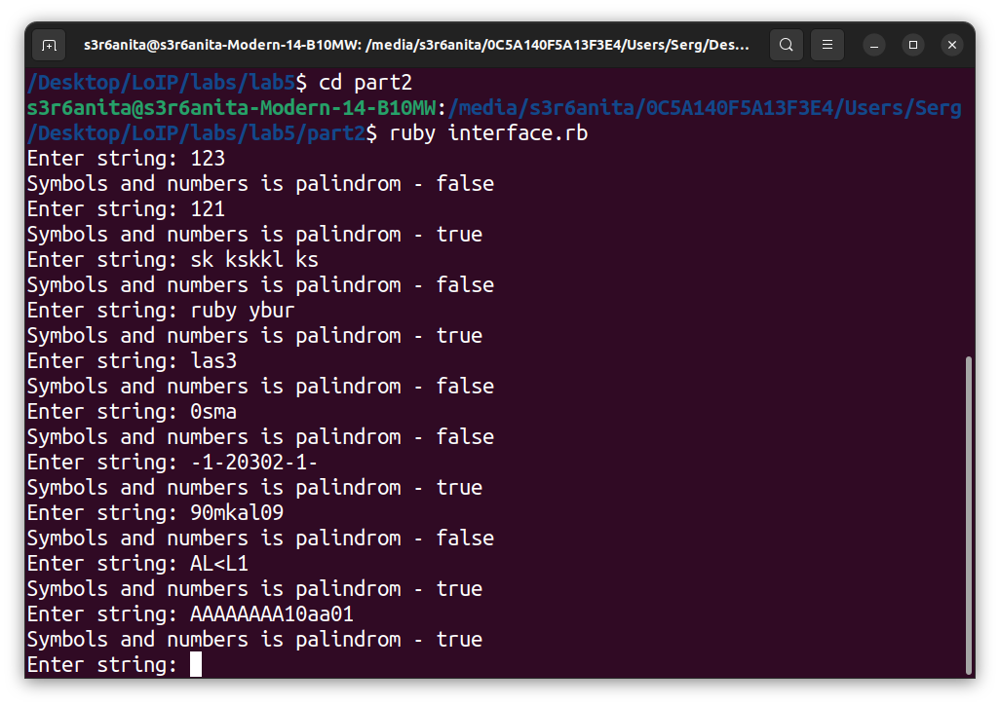 s3r6anita@s3r6anita-Modern-14-B10MW: /media/s3r6anita/0C5A140F5A13F3E4/Users/Serg/Des...
/Desktop/LoIP/labs/lab5$ cd part2
s3r6anita@s3r6anita-Modern-14-B10MW:/media/s3r6anita/0C5A140F5A13F3E4/Users/Serg
/Desktop/LoIP/labs/lab5/part2$ ruby interface.rb
Enter string: 123
Symbols and numbers is palindrom - false
Enter string: 121
Symbols and numbers is palindrom - true
Enter string: sk kskkl ks
Symbols and numbers is palindrom - false
Enter string: ruby ybur
Symbols and numbers is palindrom - true
Enter string: las3
Symbols and numbers is palindrom - false
Enter string: 0sma
Symbols and numbers is palindrom - false
Enter string: -1-20302-1-
Symbols and numbers is palindrom - true
Enter string: 90mkal09
Symbols and numbers is palindrom - false
Enter string: AL<L1
Symbols and numbers is palindrom - true
Enter string: AAAAAAAA10aa01
Symbols and numbers is palindrom - true
Enter string: